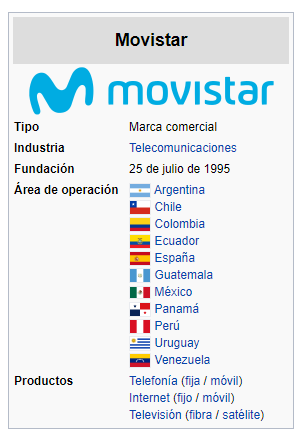 Movistar
movistar
Tipo Marca comercial
Industria Telecomunicaciones
Fundación 25 de julio de 1995
Área de operación Argentina
Chile
Colombia
Ecuador
España
Guatemala
México
Panamá
Perú
Uruguay
Venezuela
Productos Telefonía (fija / móvil)
Internet (fijo / móvil)
Televisión (fibra / satélite)